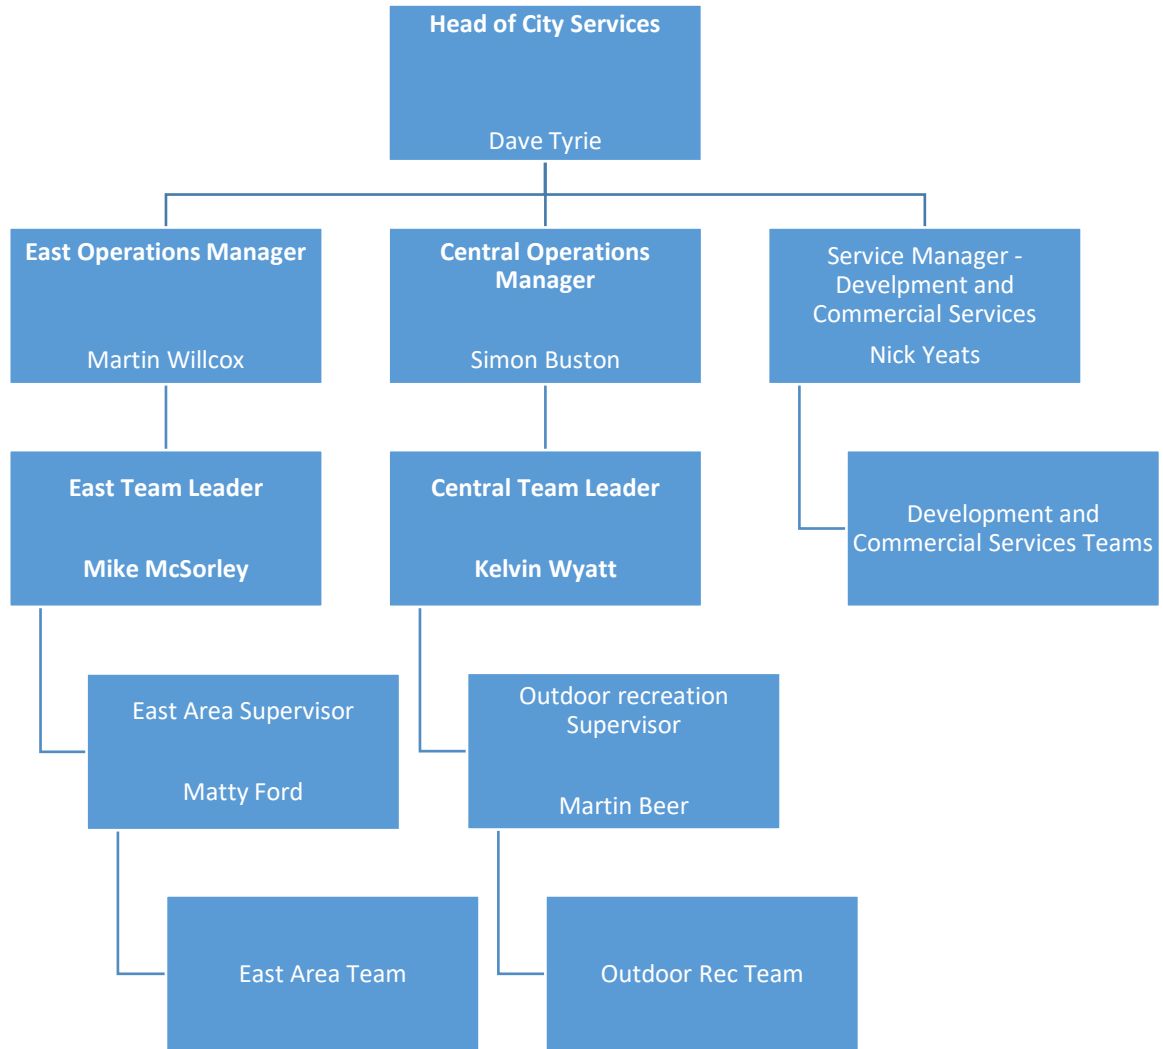 Head of City Services
Dave Tyrie
East Operations Manager
Martin Willcox
Central Operations
Manager
Simon Buston
Service Manager -
Develpment and
Commercial Services
Nick Yeats
East Team Leader
Mike McSorley
Central Team Leader
Kelvin Wyatt
Development and
Commercial Services Teams
East Area Supervisor
Matty Ford
Outdoor recreation
Supervisor
Martin Beer
East Area Team
Outdoor Rec Team